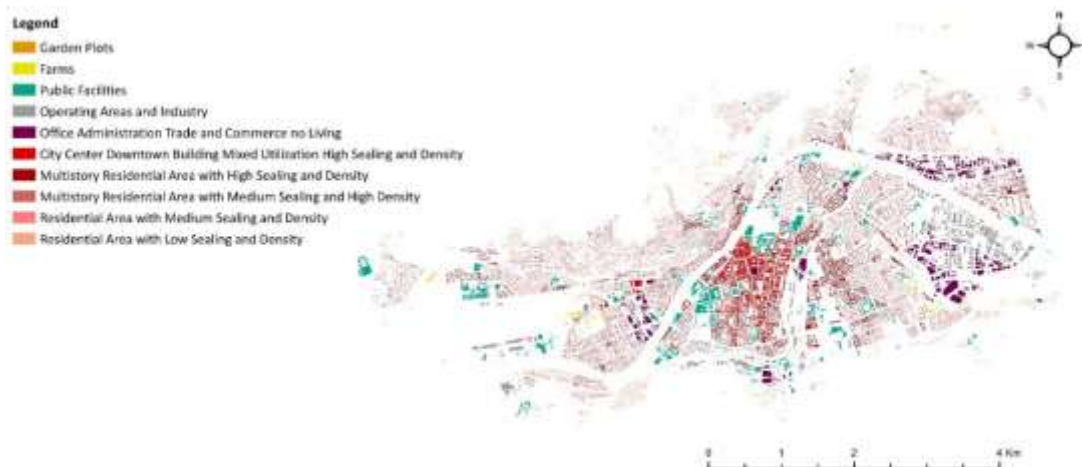 Legend
Garden Plots
Farms
Public Facilities
Operating Areas and Industry
Office Administration Trade and Commerce no Living
City Center Downtown Building Mixed Utilization High Sealing and Density
Multistory Residential Area with High Sealing and Density
Multistory Residential Area with Medium Sealing and High Density
Residential Area with Medium Sealing and Density
Residential Area with Low Sealing and Density
N
W
E
S
0 1 2 4 Km